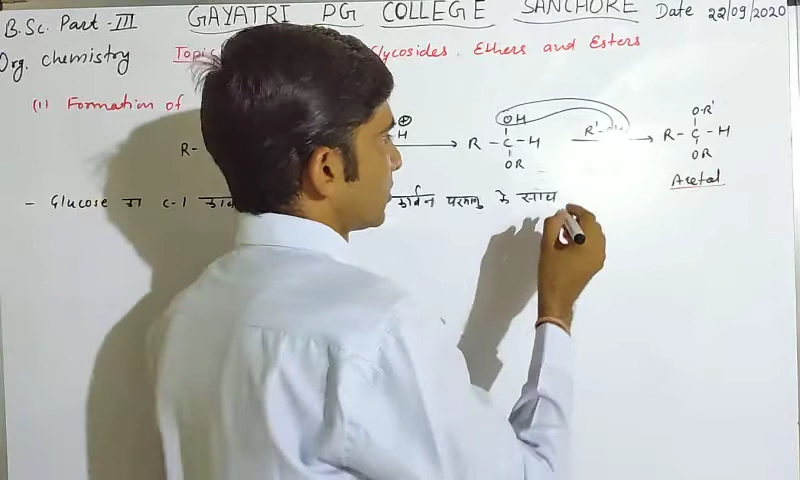 B.Sc. Part-III GAYATRI PG COLLEGE SANCHORE Date 22/09/2020
Org. Chemistry Topic Glycosides, Ethers and Esters
(1) Formation of
R- H⊕ → R-C-H OH OR R'-OH → R-C-H O-R' OR
Acetal
- Glucose का C-1 कार्बन परमाणु के साथ